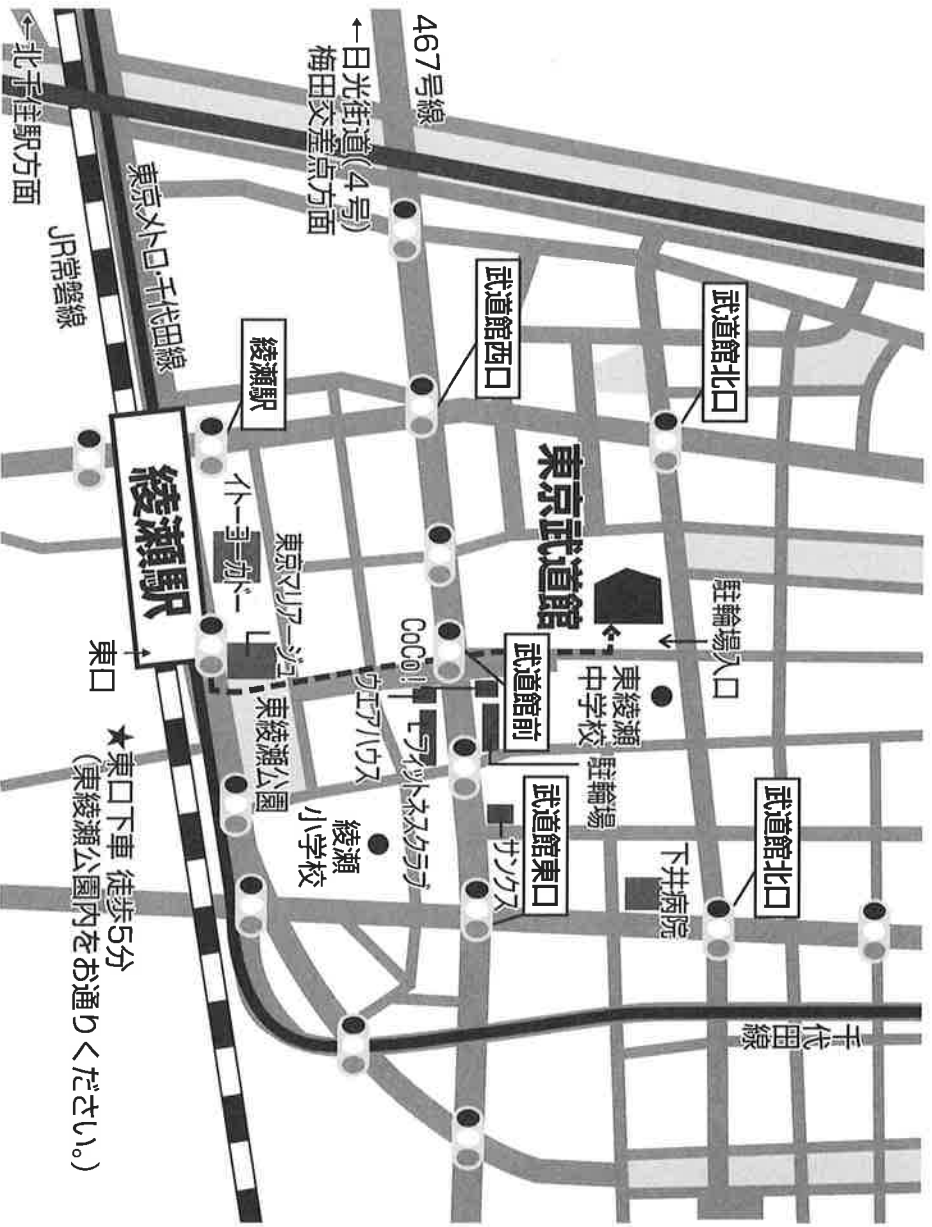 467号線
←日光街道(4号)
梅田交差点方面
←北千住駅方面
東京メトロ・千代田線
JR常磐線
武道館北口
武道館西口
綾瀬駅
東京武道館
駐輪場入口
東綾瀬
中学校
武道館前
駐輪場
武道館北口
下井病院
サンクス
武道館東口
CoCo!
ウエアハウス
フィットネスクラブ
イトーヨーカドー
東京マリアージュ
東綾瀬公園
綾瀬
小学校
綾瀬駅
東口
千代田線
★東口下車 徒歩5分
(東綾瀬公園内をお通りください。)